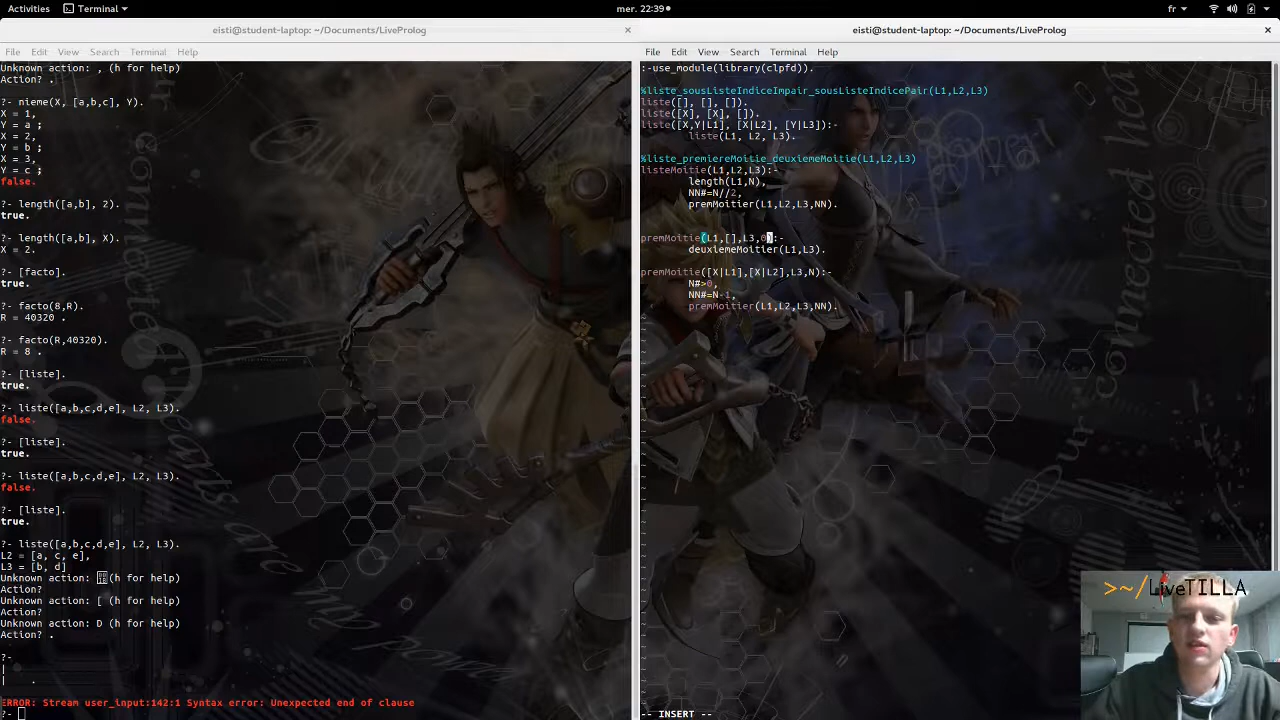 Activities Terminal mer. 22:39 fr
eisti@student-laptop: ~/Documents/LiveProlog
File Edit View Search Terminal Help
Unknown action: , (h for help)
Action? .
?- nieme(X, [a,b,c], Y).
X = 1,
Y = a ;
X = 2,
Y = b ;
X = 3,
Y = c ;
false.
?- length([a,b], 2).
true.
?- length([a,b], X).
X = 2.
?- [facto].
true.
?- facto(8,R).
R = 40320 .
?- facto(R,40320).
R = 8 .
?- [liste].
true.
?- liste([a,b,c,d,e], L2, L3).
false.
?- [liste].
true.
?- liste([a,b,c,d,e], L2, L3).
false.
?- [liste].
true.
?- liste([a,b,c,d,e], L2, L3).
L2 = [a, c, e],
L3 = [b, d]
Unknown action: (h for help)
Action?
Unknown action: [ (h for help)
Action?
Unknown action: D (h for help)
Action? .
?-
|
| .
ERROR: Stream user_input:142:1 Syntax error: Unexpected end of clause
?-
eisti@student-laptop: ~/Documents/LiveProlog
File Edit View Search Terminal Help
:-use_module(library(clpfd)).
%liste_sousListeIndiceImpair_sousListeIndicePair(L1,L2,L3)
liste([], [], []).
liste([X], [X], []).
liste([X,Y|L1], [X|L2], [Y|L3]):-
liste(L1, L2, L3).
%liste_premiereMoitie_deuxiemeMoitie(L1,L2,L3)
listeMoitie(L1,L2,L3):-
length(L1,N),
NN#=N//2,
premMoitier(L1,L2,L3,NN).
premMoitie(L1,[],L3,0):-
deuxiemeMoitier(L1,L3).
premMoitie([X|L1],[X|L2],L3,N):-
N#>0,
NN#=N-1,
premMoitier(L1,L2,L3,NN).
-- INSERT --
>~/LiveTILLA